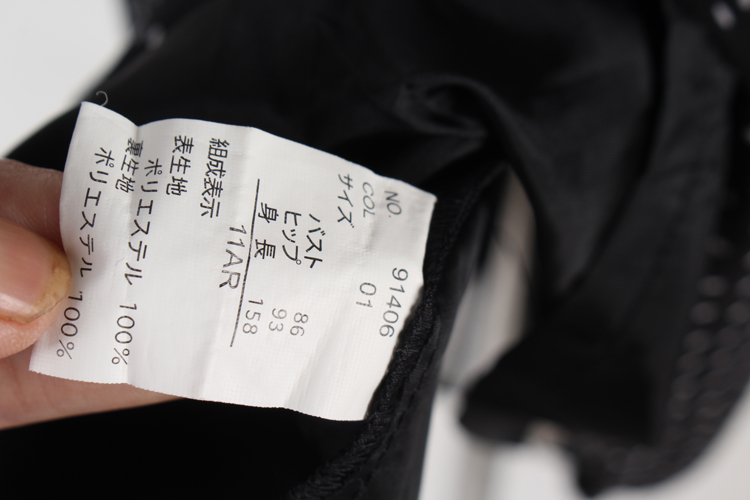 NO. 91406
COL 01
サイズ
バスト 86
ヒップ 93
身長 158
11AR
組成表示
表生地
ポリエステル 100%
裏生地
ポリエステル 100%